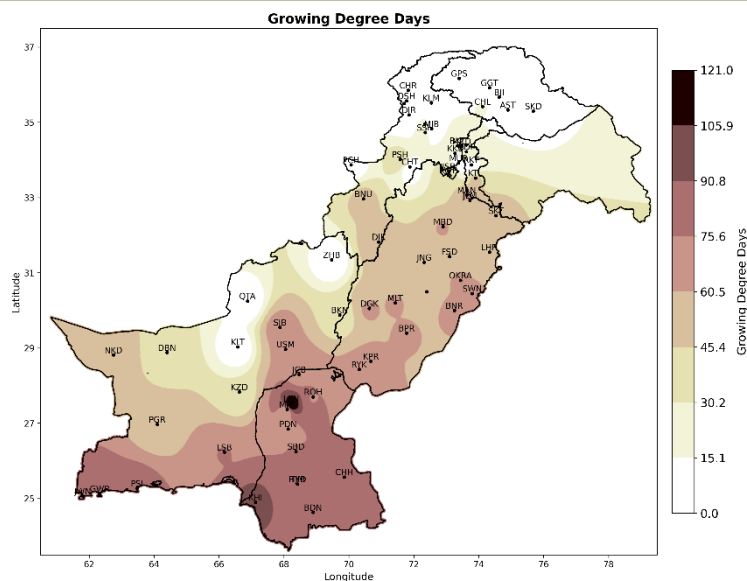 Growing Degree Days
37
35
33
31
29
27
25
Latitude
62 64 66 68 70 72 74 76 78
Longitude
121.0
105.9
90.8
75.6
60.5
45.4
30.2
15.1
0.0
Growing Degree Days
GPS
CHR
GGT
BJI
KLM
CHL
AST
SKD
DIR
PSH
CHT
BNU
MBD
DIK
ZHB
JNG
FSD
LHR
OKRA
SWN
QTA
BKN
DGK
MLT
BNR
SIB
BPR
KLT
USM
NKD
DBN
KPR
RYK
JCB
KZD
ROH
PGR
PDN
LSB
SBD
CHH
GWR
PSI
KHI
BDN